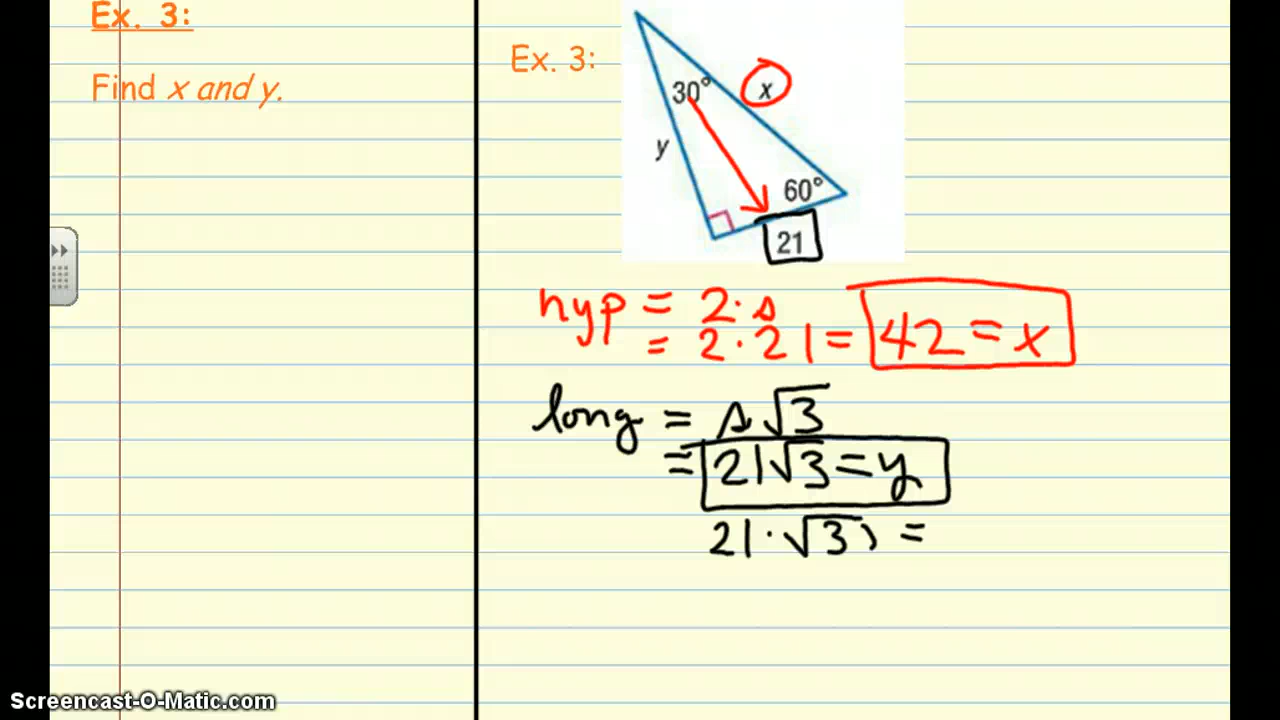 Ex. 3:
Find x and y.
Ex. 3:
30°
x
y
60°
21
hyp = 2·s
= 2·21 = 42 = x
long = s√3
= 21√3 = y
21·√3) =
Screencast-O-Matic.com